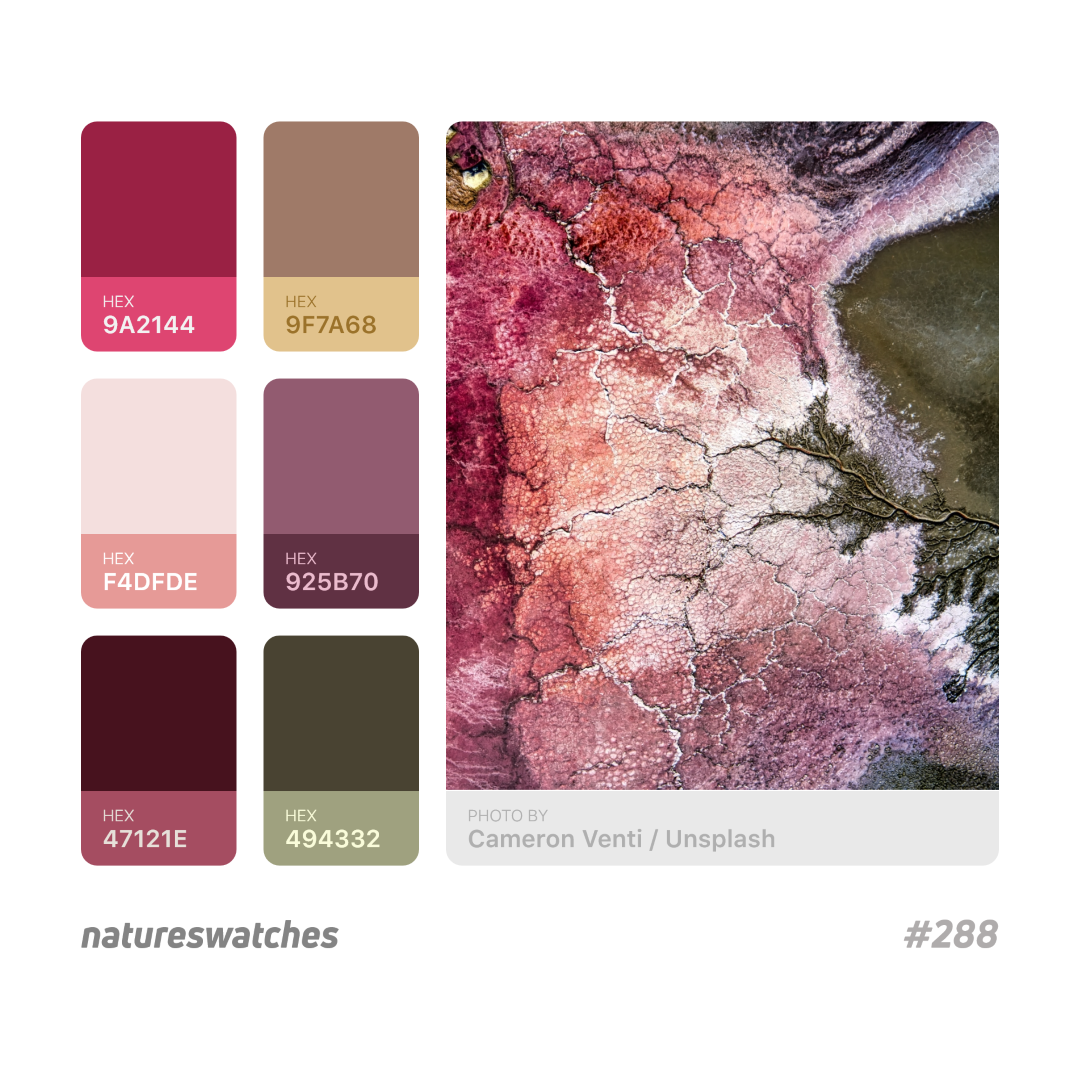 HEX
9A2144
HEX
9F7A68
HEX
F4DFDE
HEX
925B70
HEX
47121E
HEX
494332
PHOTO BY
Cameron Venti / Unsplash
natureswatches
#288